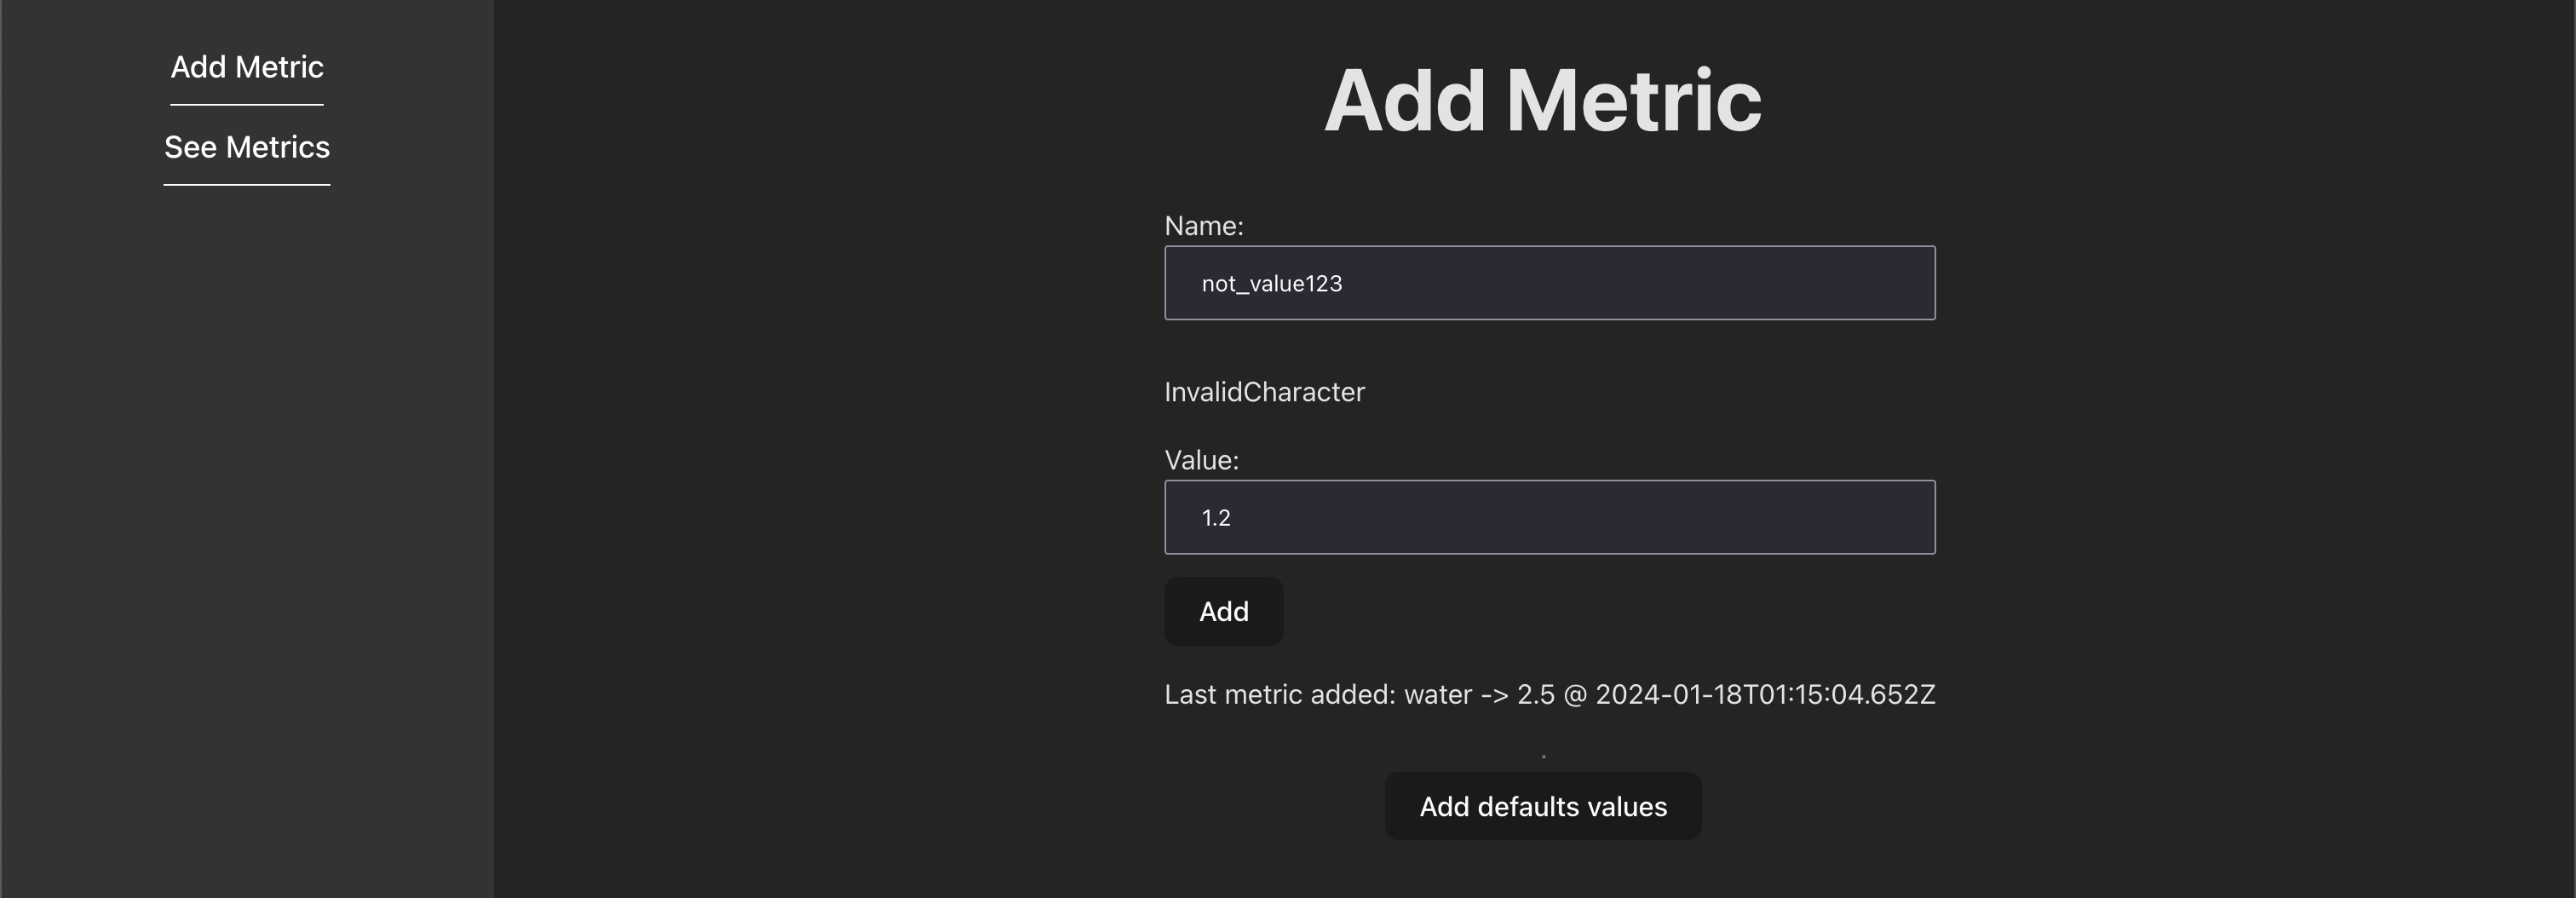 Add Metric
See Metrics
Add Metric
Name:
not_value123
InvalidCharacter
Value:
1.2
Add
Last metric added: water -> 2.5 @ 2024-01-18T01:15:04.652Z
Add defaults values